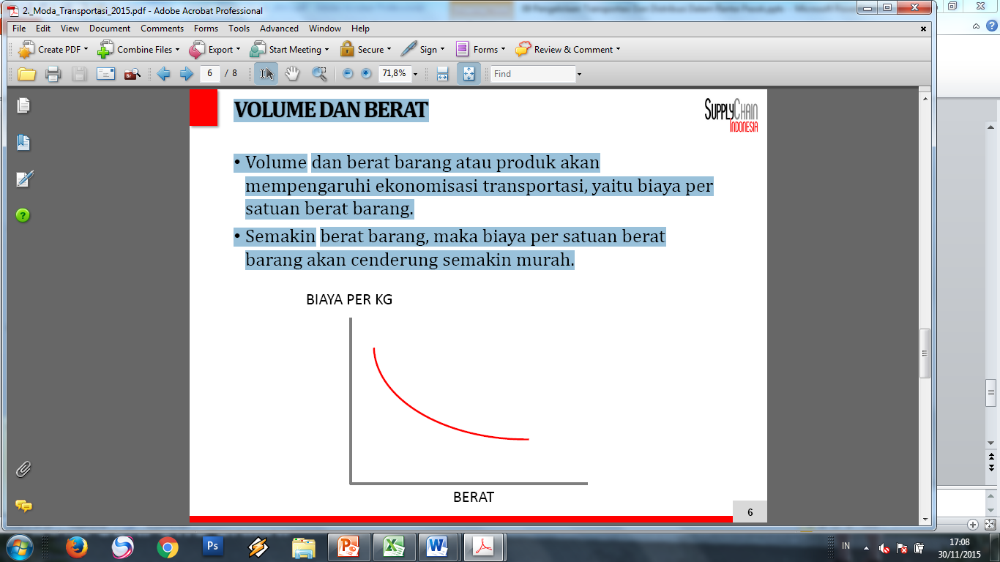 2._Moda_Transportasi_2015.pdf - Adobe Acrobat Professional
File Edit View Document Comments Forms Tools Advanced Window Help
Create PDF Combine Files Export Start Meeting Secure Sign Forms Review & Comment
6 / 8 71,8% Find
VOLUME DAN BERAT
SUPPLYCHAIN
INDONESIA
• Volume dan berat barang atau produk akan
mempengaruhi ekonomisasi transportasi, yaitu biaya per
satuan berat barang.
• Semakin berat barang, maka biaya per satuan berat
barang akan cenderung semakin murah.
BIAYA PER KG
BERAT
6
Ps
IN
17:08
30/11/2015